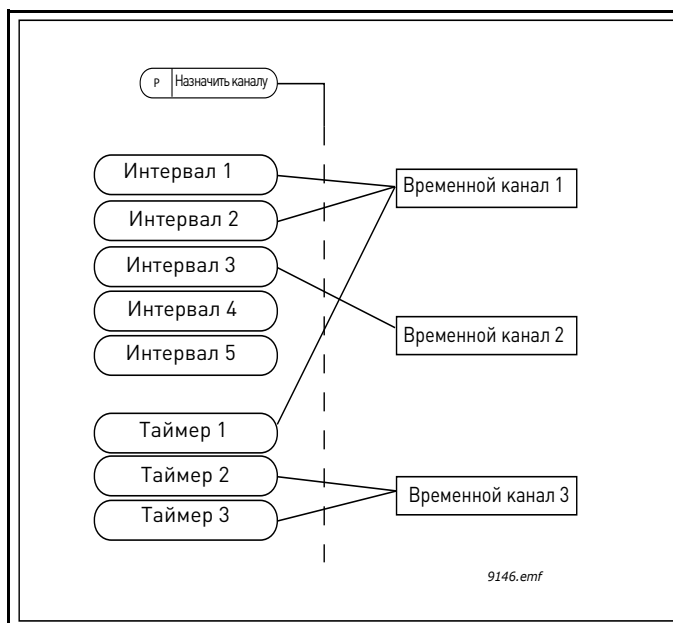 P Назначить каналу
Интервал 1
Временной канал 1
Интервал 2
Интервал 3
Интервал 4
Временной канал 2
Интервал 5
Таймер 1
Таймер 2
Временной канал 3
Таймер 3
9146.emf